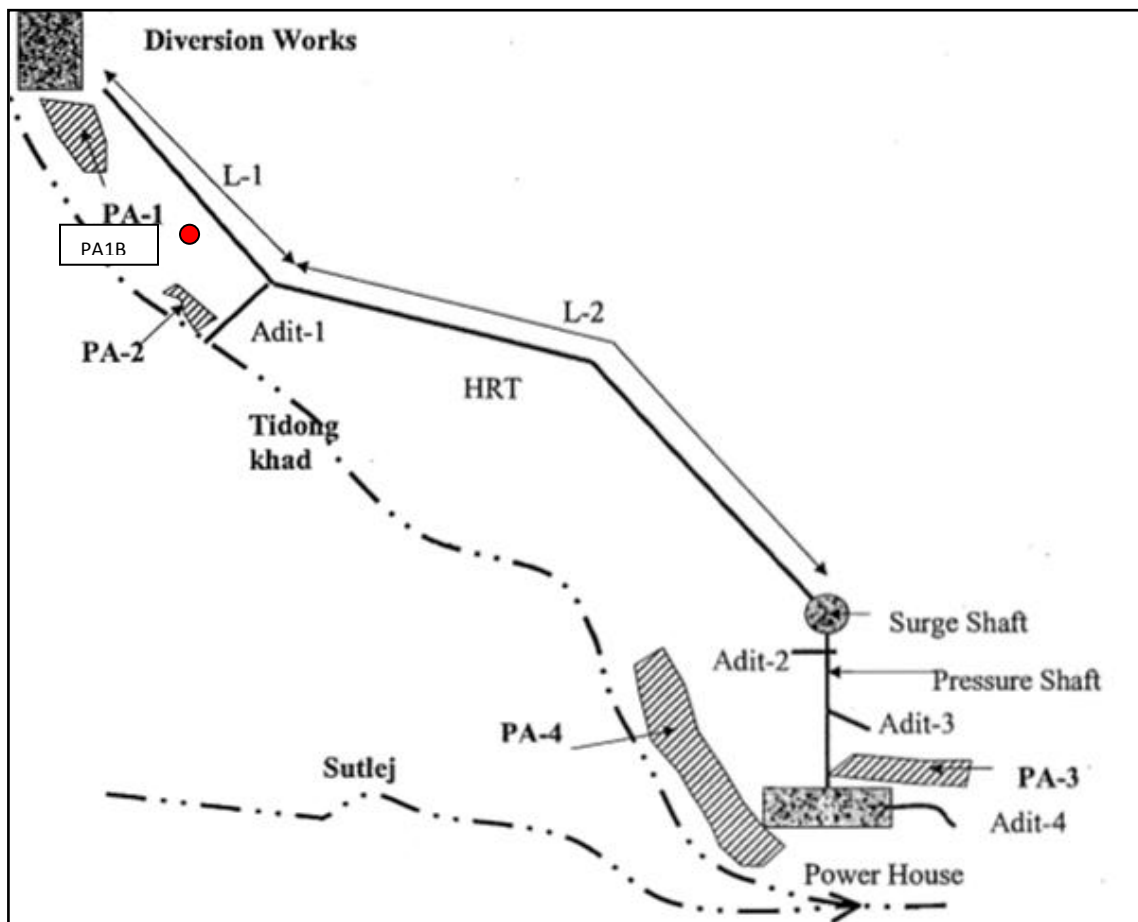 Diversion Works
L-1
PA-1
PA1B
L-2
Adit-1
PA-2
HRT
Tidong
khad
Surge Shaft
Adit-2
Pressure Shaft
Adit-3
PA-4
Sutlej
PA-3
Adit-4
Power House